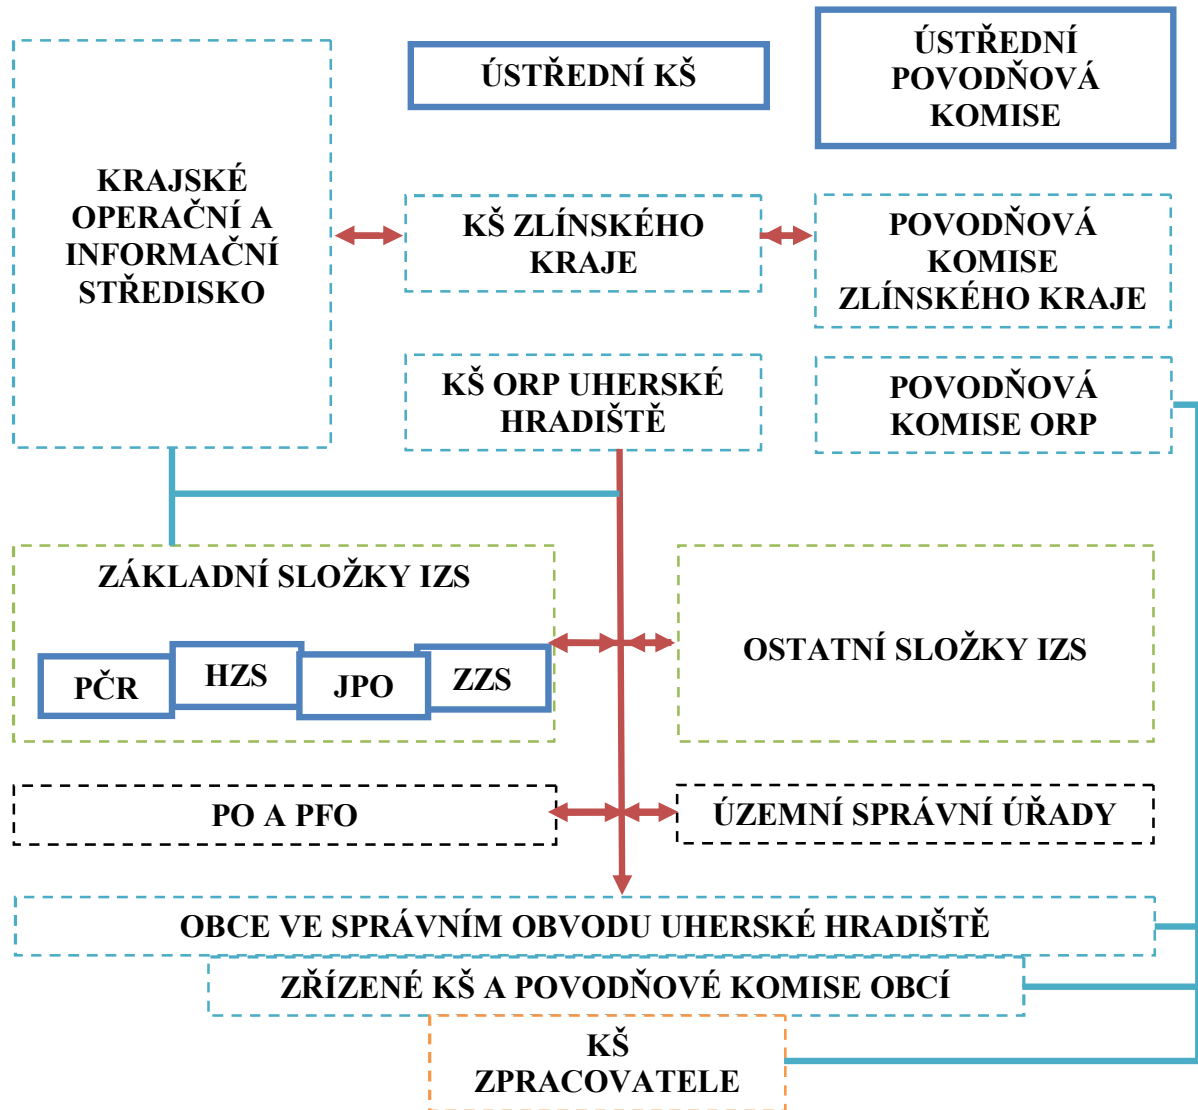 ÚSTŘEDNÍ KŠ
ÚSTŘEDNÍ
POVODŇOVÁ
KOMISE
KRAJSKÉ
OPERAČNÍ A
INFORMAČNÍ
STŘEDISKO
KŠ ZLÍNSKÉHO
KRAJE
POVODŇOVÁ
KOMISE
ZLÍNSKÉHO KRAJE
KŠ ORP UHERSKÉ
HRADIŠTĚ
POVODŇOVÁ
KOMISE ORP
ZÁKLADNÍ SLOŽKY IZS
PČR
HZS
JPO
ZZS
OSTATNÍ SLOŽKY IZS
PO A PFO
ÚZEMNÍ SPRÁVNÍ ÚŘADY
OBCE VE SPRÁVNÍM OBVODU UHERSKÉ HRADIŠTĚ
ZŘÍZENÉ KŠ A POVODŇOVÉ KOMISE OBCÍ
KŠ
ZPRACOVATELE